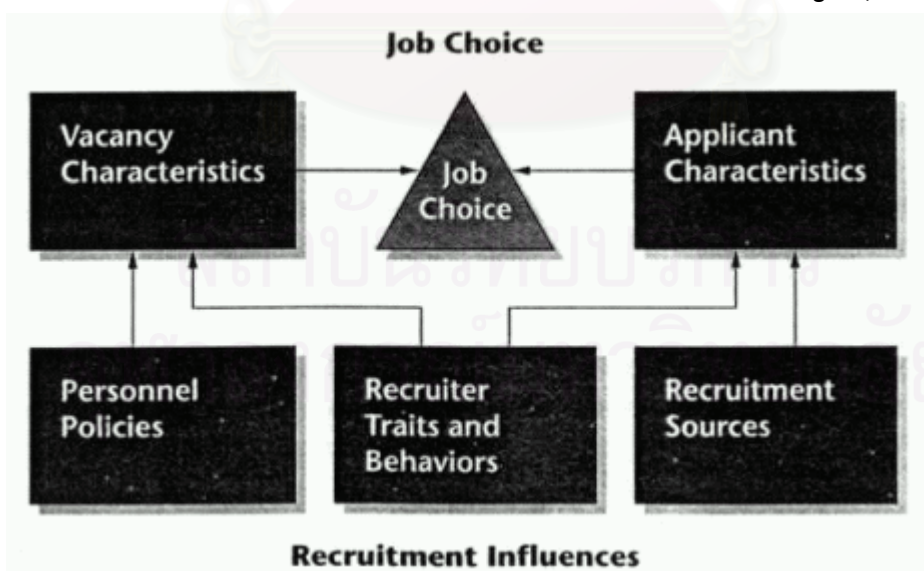 Job Choice
Vacancy
Characteristics
Job
Choice
Applicant
Characteristics
Personnel
Policies
Recruiter
Traits and
Behaviors
Recruitment
Sources
Recruitment Influences